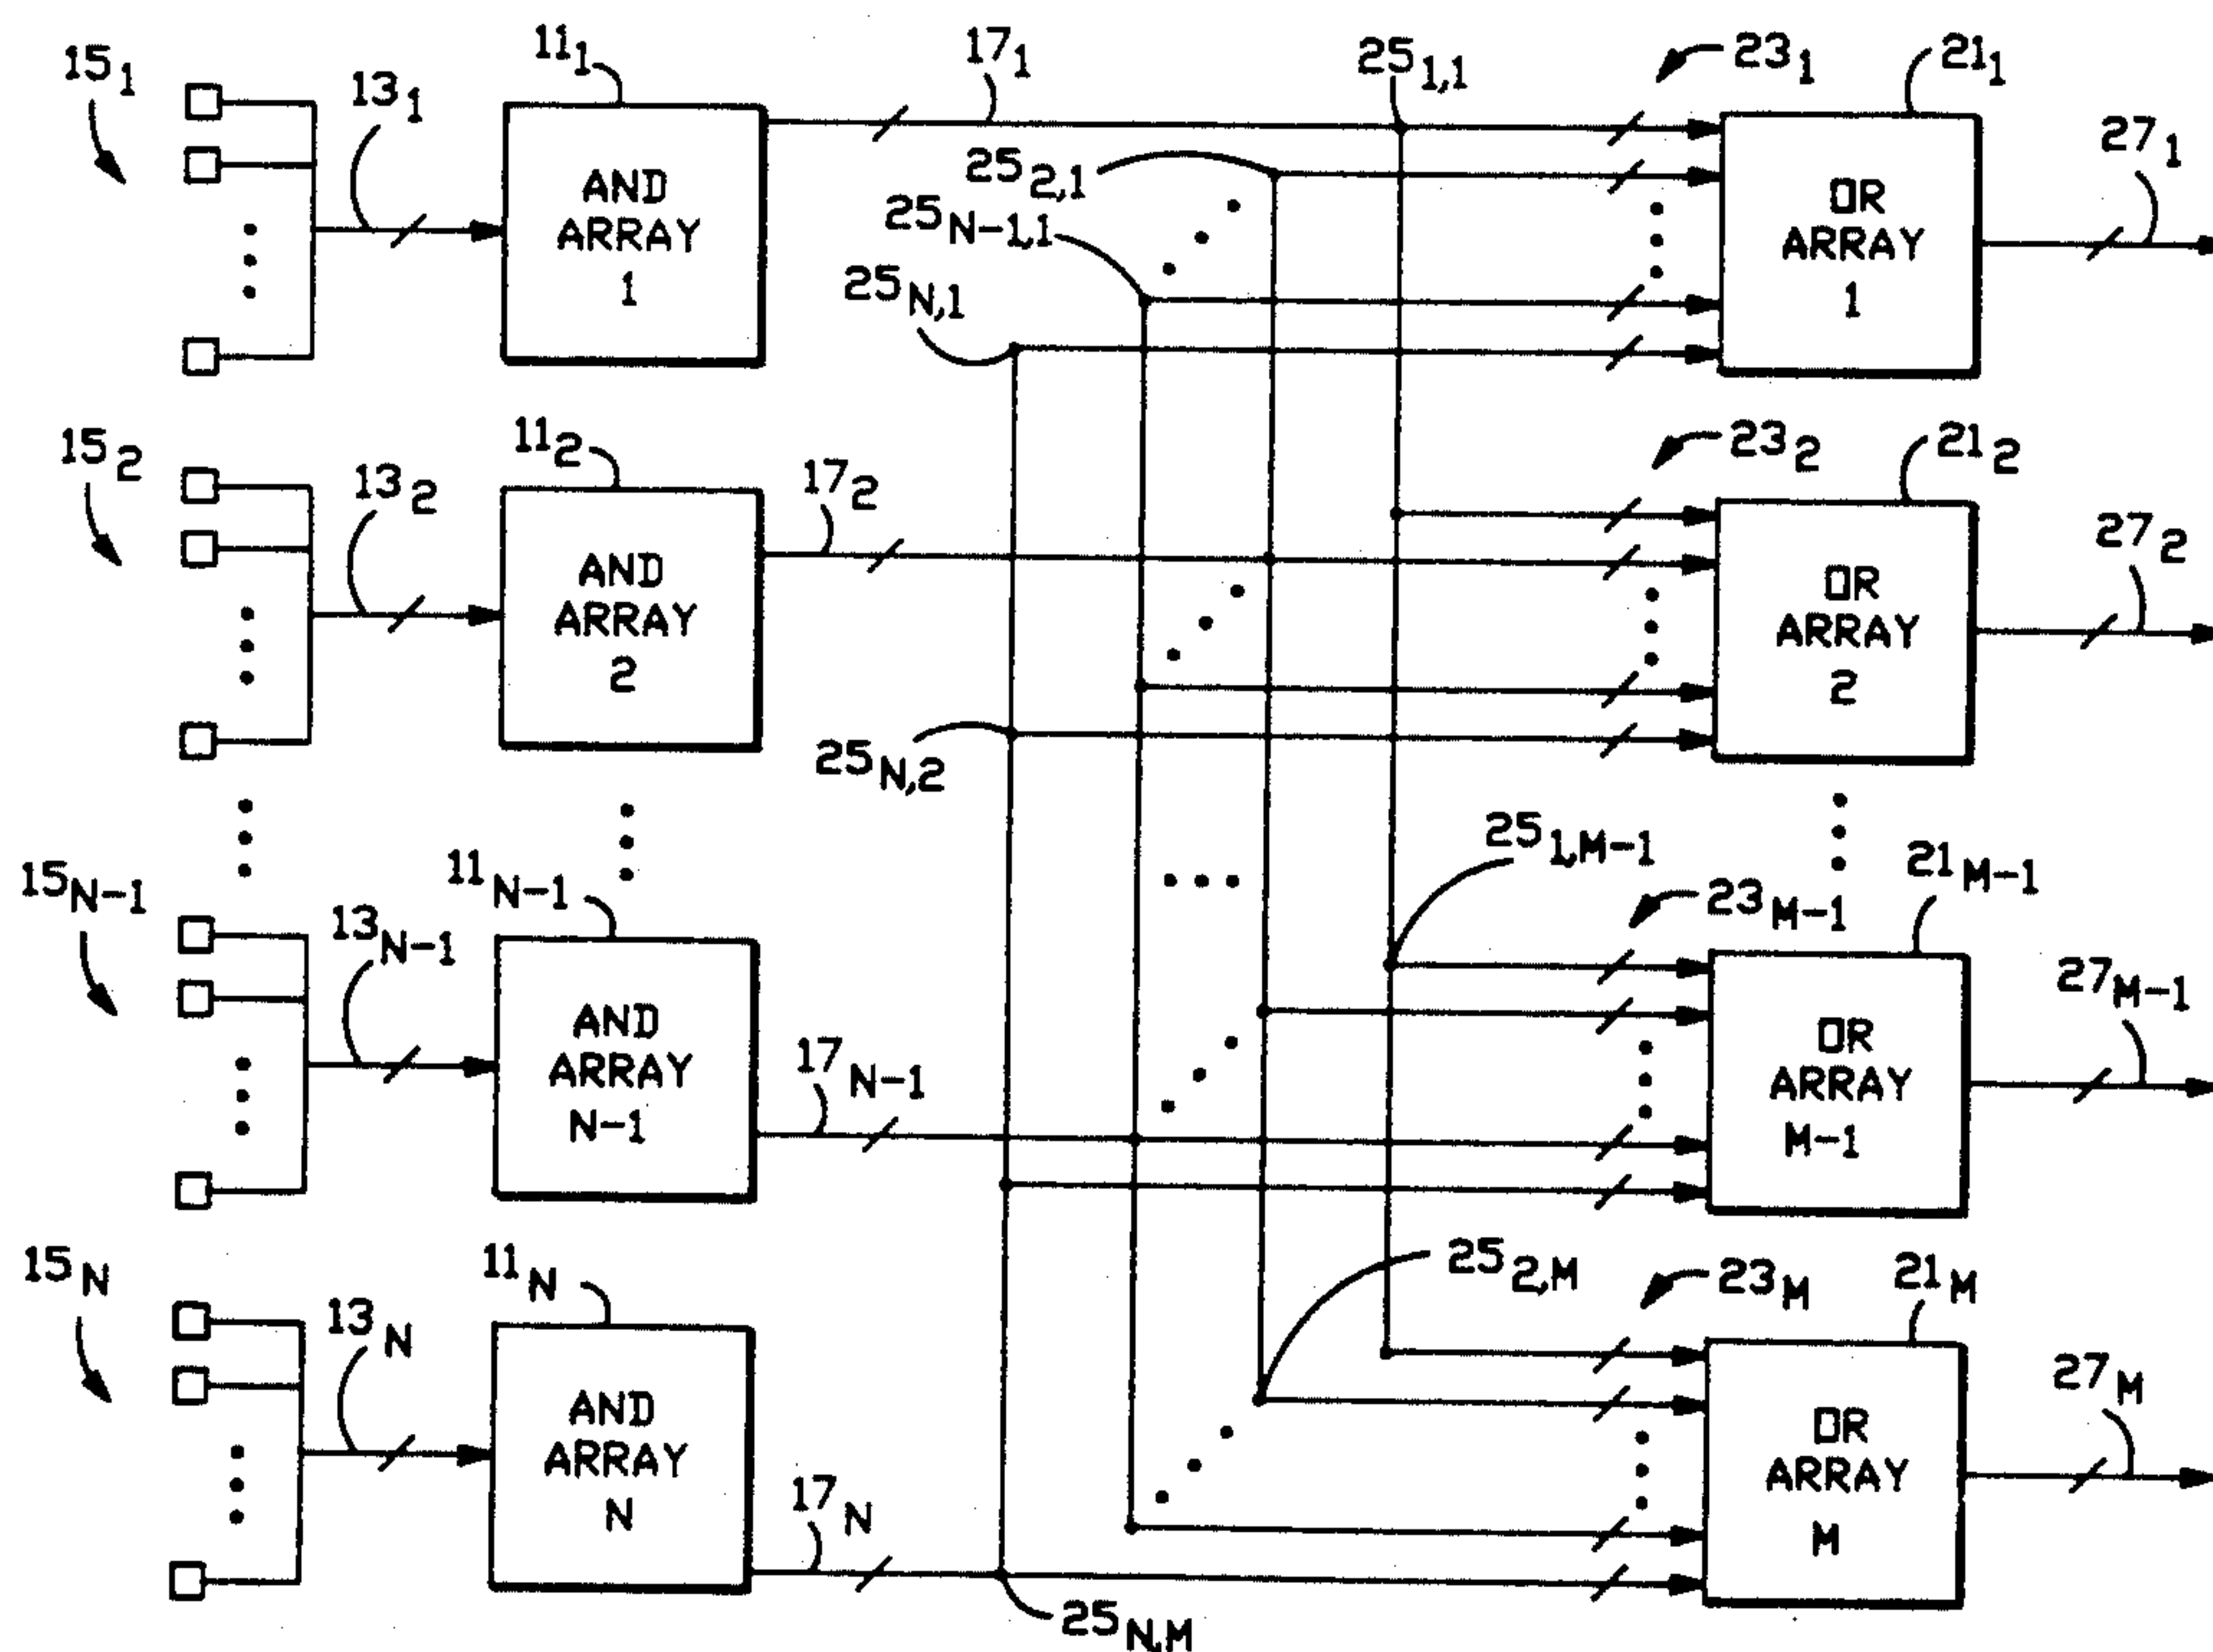 15₁
13₁
11₁
AND
ARRAY
1
17₁
25₁,₁
25₂,₁
25N-1,1
25N,1
23₁
21₁
OR
ARRAY
1
27₁
15₂
13₂
11₂
AND
ARRAY
2
17₂
25N,2
23₂
21₂
OR
ARRAY
2
27₂
15N-1
13N-1
11N-1
AND
ARRAY
N-1
17N-1
25₁,M-1
23M-1
21M-1
OR
ARRAY
M-1
27M-1
15N
13N
11N
AND
ARRAY
N
17N
25N,M
25₂,M
23M
21M
OR
ARRAY
M
27M